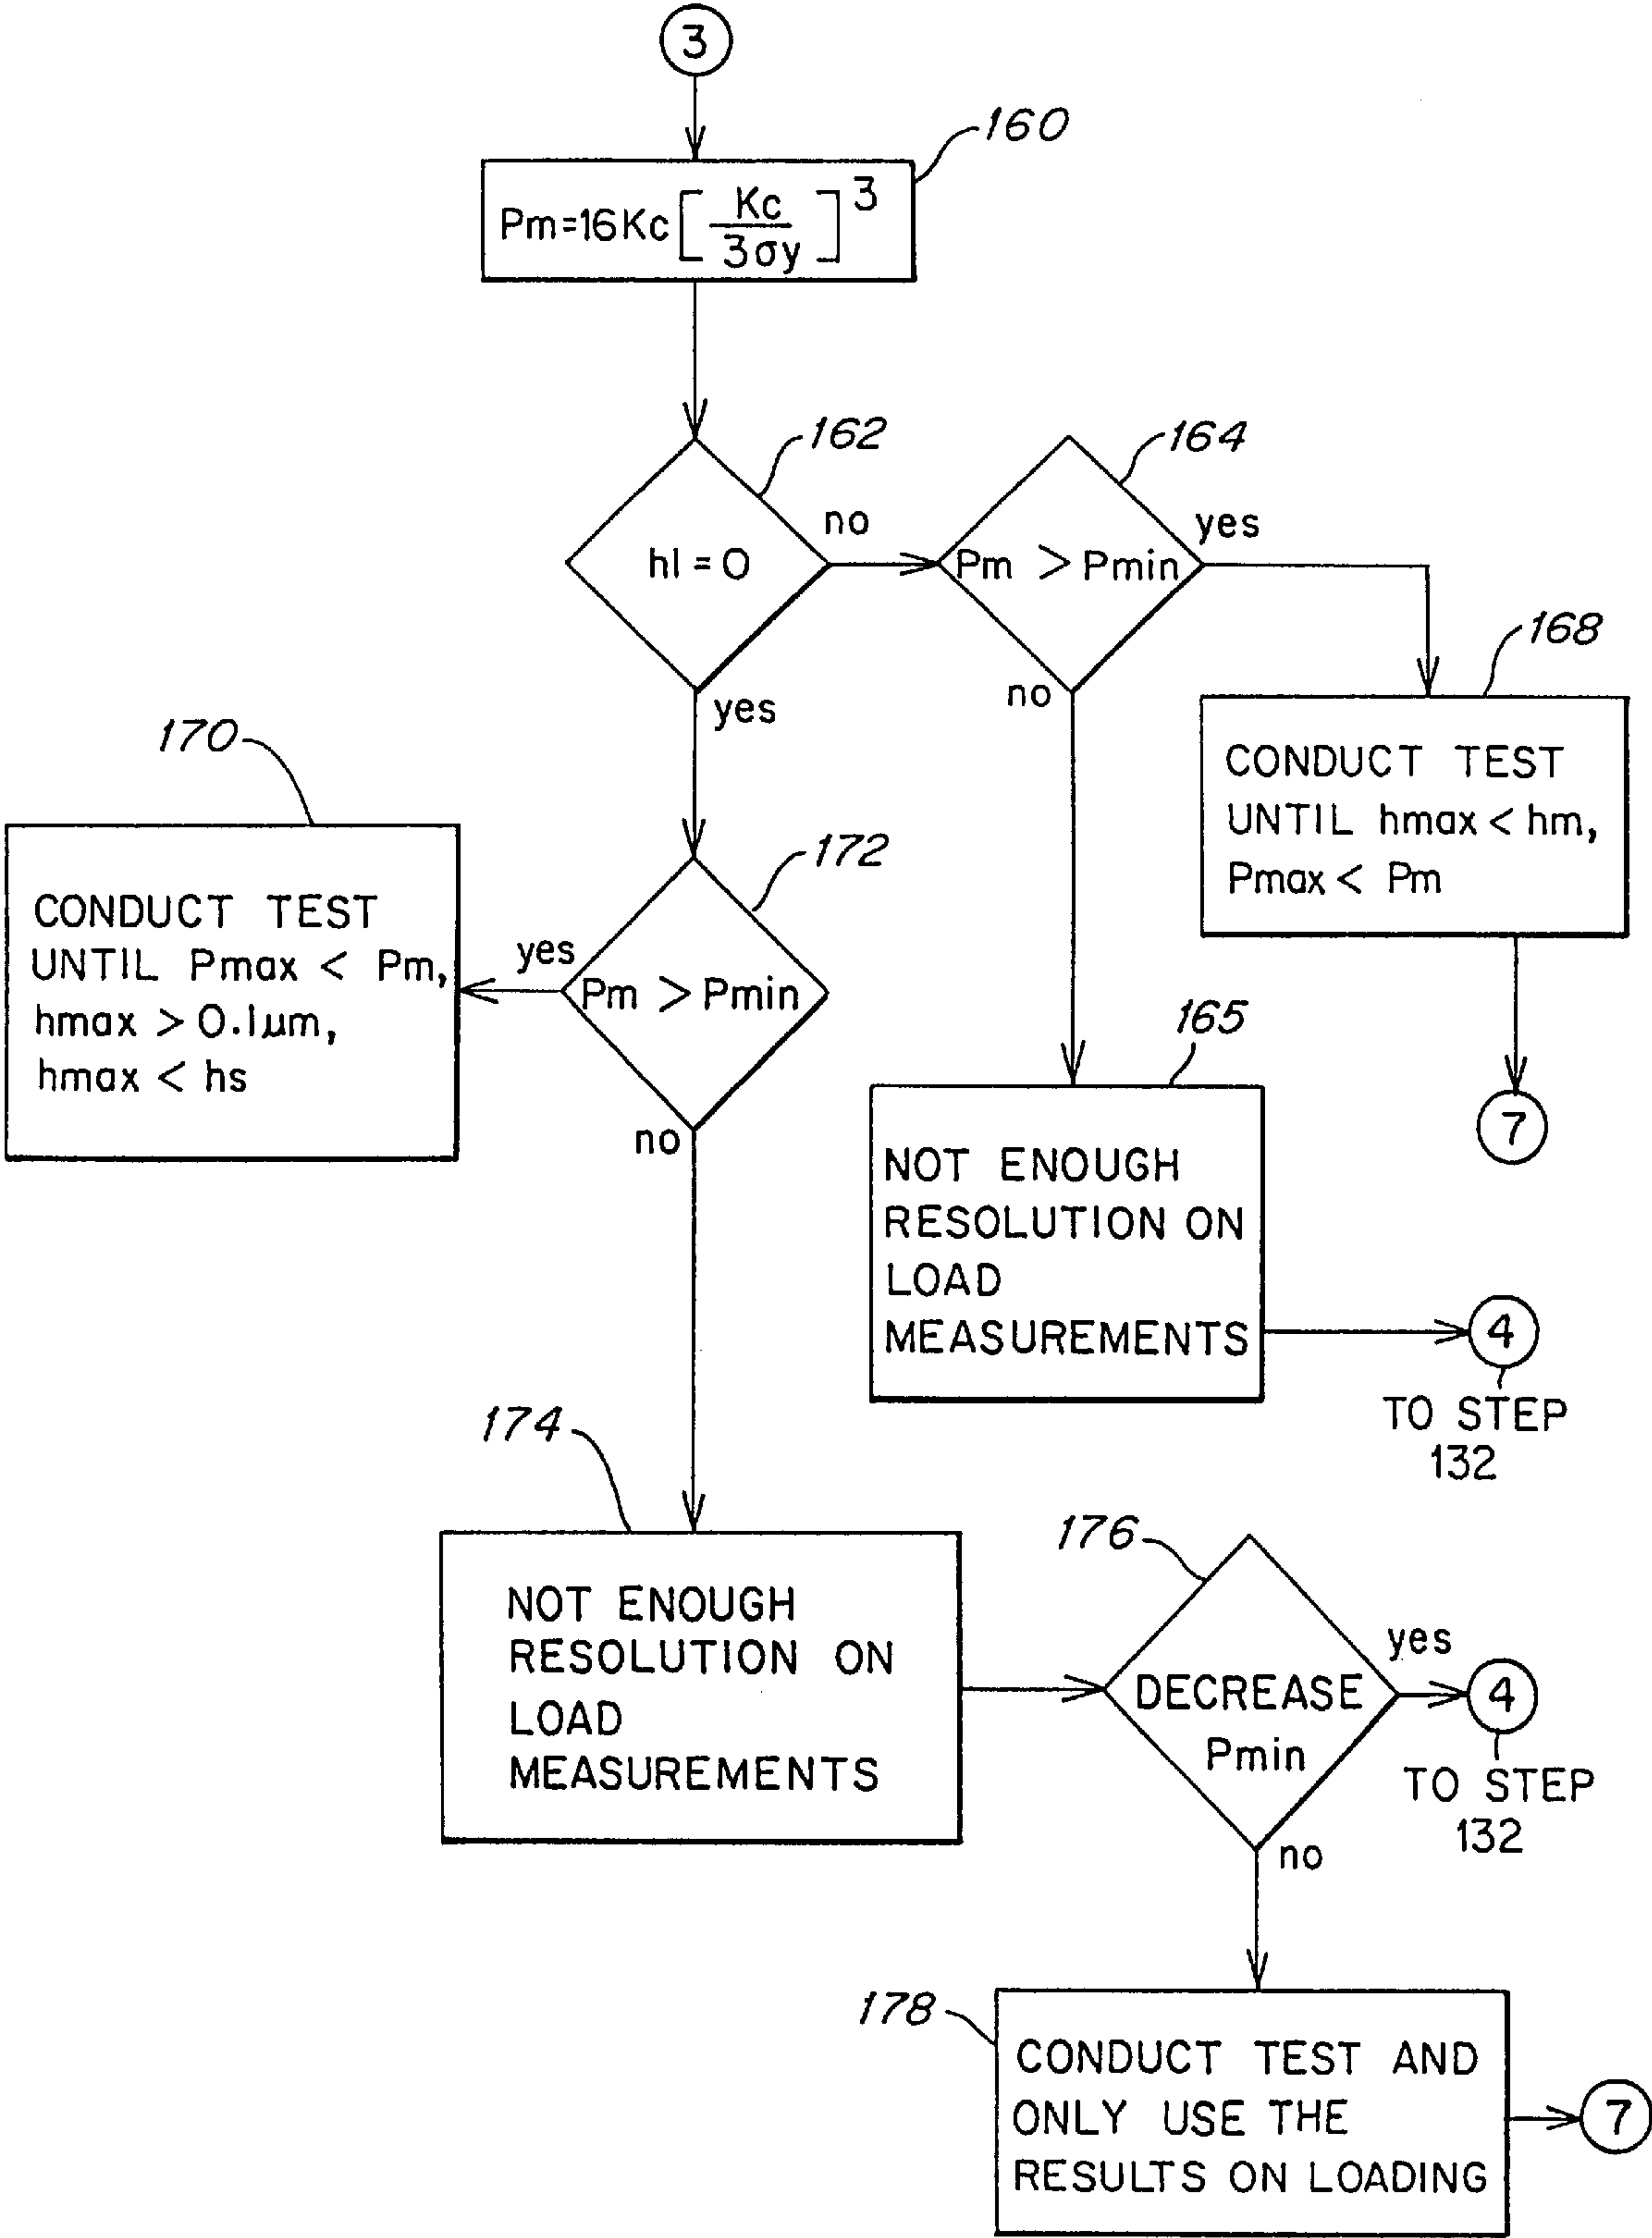 3
160
Pm=16Kc[Kc/3σy]3
162
hl=0
no
yes
164
Pm > Pmin
yes
no
168
CONDUCT TEST
UNTIL hmax < hm,
Pmax < Pm
7
170
CONDUCT TEST
UNTIL Pmax < Pm,
hmax > 0.1μm,
hmax < hs
172
yes
Pm > Pmin
no
165
NOT ENOUGH
RESOLUTION ON
LOAD
MEASUREMENTS
4
TO STEP
132
174
NOT ENOUGH
RESOLUTION ON
LOAD
MEASUREMENTS
176
DECREASE
Pmin
yes
4
TO STEP
132
no
178
CONDUCT TEST AND
ONLY USE THE
RESULTS ON LOADING
7